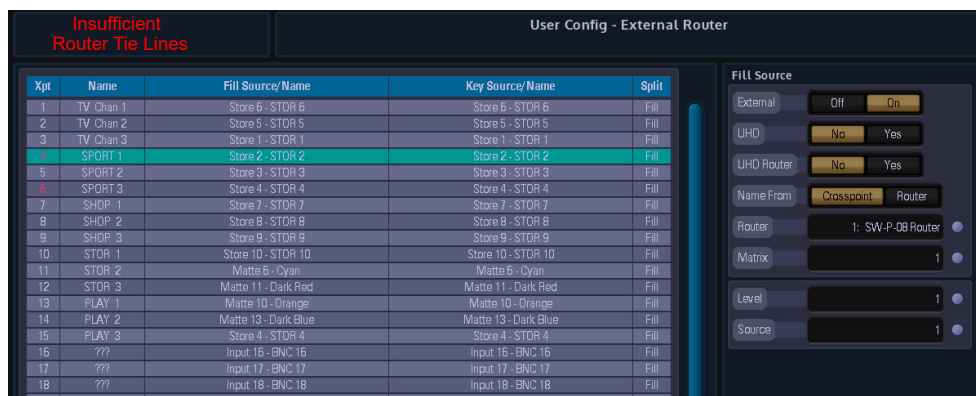 Insufficient
Router Tie Lines
User Config - External Router
Xpt Name Fill Source/Name Key Source/Name Split
1 TV Chan 1 Store 6 - STOR 6 Store 6 - STOR 6 Fill
2 TV Chan 2 Store 5 - STOR 5 Store 5 - STOR 5 Fill
3 TV Chan 3 Store 1 - STOR 1 Store 1 - STOR 1 Fill
4 SPORT 1 Store 2 - STOR 2 Store 2 - STOR 2 Fill
5 SPORT 2 Store 3 - STOR 3 Store 3 - STOR 3 Fill
6 SPORT 3 Store 4 - STOR 4 Store 4 - STOR 4 Fill
7 SHOP 1 Store 7 - STOR 7 Store 7 - STOR 7 Fill
8 SHOP 2 Store 8 - STOR 8 Store 8 - STOR 8 Fill
9 SHOP 3 Store 9 - STOR 9 Store 9 - STOR 9 Fill
10 STOR 1 Store 10 - STOR 10 Store 10 - STOR 10 Fill
11 STOR 2 Matte 6 - Cyan Matte 6 - Cyan Fill
12 STOR 3 Matte 11 - Dark Red Matte 11 - Dark Red Fill
13 PLAY 1 Matte 10 - Orange Matte 10 - Orange Fill
14 PLAY 2 Matte 13 - Dark Blue Matte 13 - Dark Blue Fill
15 PLAY 3 Store 4 - STOR 4 Store 4 - STOR 4 Fill
16 ??? Input 16 - BNC 16 Input 16 - BNC 16 Fill
17 ??? Input 17 - BNC 17 Input 17 - BNC 17 Fill
18 ??? Input 18 - BNC 18 Input 18 - BNC 18 Fill
Fill Source
External Off On
UHD No Yes
UHD Router No Yes
Name From Crosspoint Router
Router 1: SW-P-08 Router
Matrix 1
Level 1
Source 1